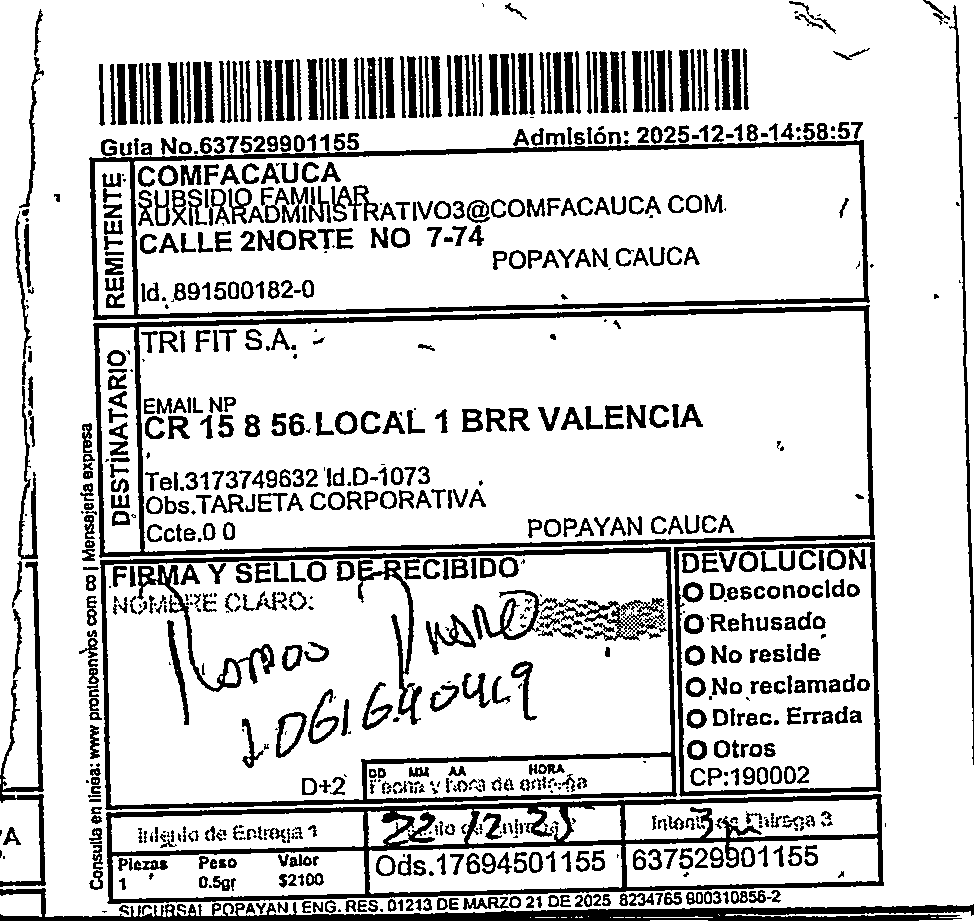 Guia No.637529901155
Admisión: 2025-12-18-14:58:57
REMITENTE
COMFACAUCA
SUBSIDIO FAMILIAR
AUXILIARADMINISTRATIVO3@COMFACAUCA COM
CALLE 2NORTE NO 7-74
POPAYAN CAUCA
Id. 891500182-0
DESTINATARIO
TRI FIT S.A.
EMAIL NP
CR 15 8 56 LOCAL 1 BRR VALENCIA
Tel.3173749632 Id.D-1073
Obs.TARJETA CORPORATIVA
Ccte.0 0
POPAYAN CAUCA
Consulta en línea: www prontoenvios com co | Mensajería expresa
FIRMA Y SELLO DE RECIBIDO
NOMBRE CLARO:
1061640419
D+2
DD MM AA HORA
Fecha y hora de entrega
DEVOLUCION
Desconocido
Rehusado
No reside
No reclamado
Direc. Errada
Otros
CP:190002
Intento de Entrega 1
22 12 25
Intento de Entrega 3
3 pm
Piezas Peso Valor
1 0.5gr $2100
Ods.17694501155
637529901155
SUCURSAL POPAYAN | ENG. RES. 01213 DE MARZO 21 DE 2025 8234765 900310856-2